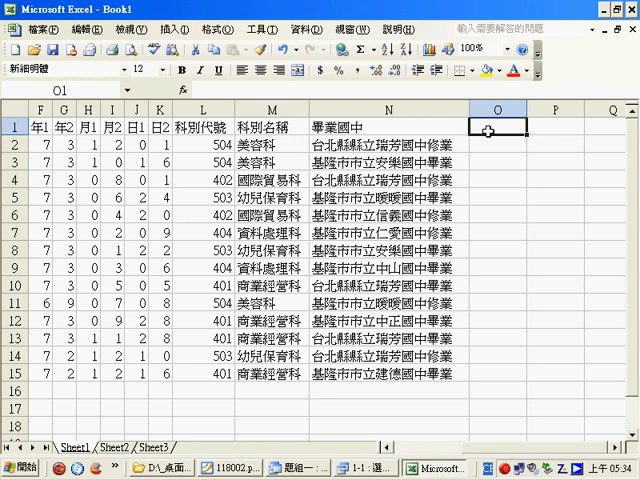 Microsoft Excel - Book1
檔案(F) 編輯(E) 檢視(V) 插入(I) 格式(O) 工具(T) 資料(D) 視窗(W) 說明(H) 輸入需要解答的問題
Σ 100%
新細明體 12 B I U $ % ,
O1 fx
F G H I J K L M N O P Q
1 年1 年2 月1 月2 日1 日2 科別代號 科別名稱 畢業國中
2 7 3 1 2 0 1 504 美容科 台北縣縣立瑞芳國中修業
3 7 3 1 0 1 6 504 美容科 基隆市市立安樂國中畢業
4 7 3 0 8 0 1 402 國際貿易科 台北縣縣立瑞芳國中修業
5 7 3 0 6 2 4 503 幼兒保育科 基隆市市立暖暖國中畢業
6 7 3 0 4 2 0 402 國際貿易科 基隆市市立信義國中修業
7 7 3 0 2 0 9 404 資料處理科 基隆市市立仁愛國中修業
8 7 3 0 1 2 2 503 幼兒保育科 基隆市市立安樂國中畢業
9 7 3 0 3 0 6 404 資料處理科 基隆市市立中山國中畢業
10 7 3 0 5 0 5 401 商業經營科 台北縣縣立瑞芳國中修業
11 6 9 0 7 0 8 504 美容科 基隆市市立暖暖國中修業
12 7 3 0 9 2 8 401 商業經營科 基隆市市立中正國中畢業
13 7 3 1 1 2 8 401 商業經營科 台北縣縣立瑞芳國中畢業
14 7 2 1 2 1 0 503 幼兒保育科 台北縣縣立瑞芳國中修業
15 7 2 1 2 1 6 401 商業經營科 基隆市市立建德國中畢業
16
17
18
Sheet1 Sheet2 Sheet3
開始 D:\_桌面... 118002.p... 題組一 : ... 1-1 : 選... Microsoft... 上午 05:34